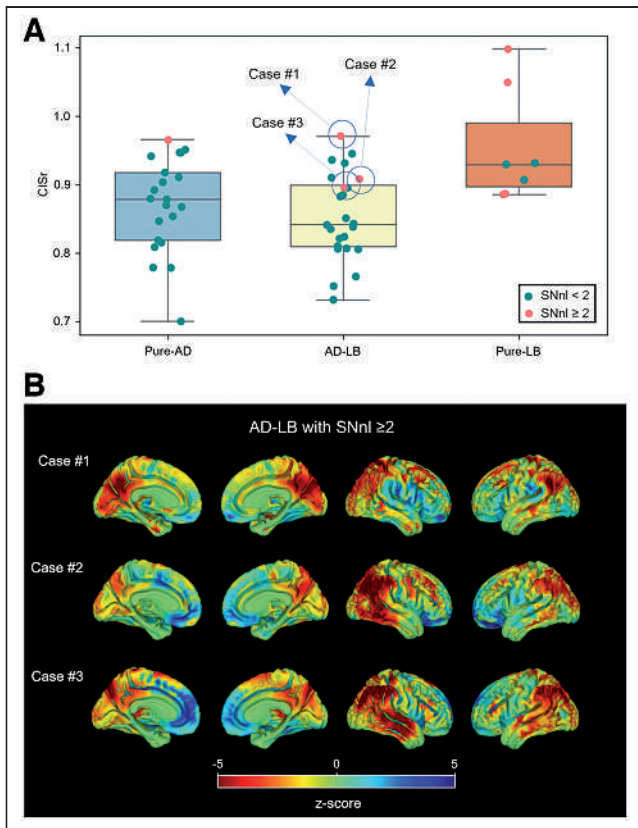 A
1.1
1.0
0.9
0.8
0.7
CISr
Case #1
Case #2
Case #3
SNnl < 2
SNnl ≥ 2
Pure-AD
AD-LB
Pure-LB
B
AD-LB with SNnl ≥2
Case #1
Case #2
Case #3
-5
0
5
z-score